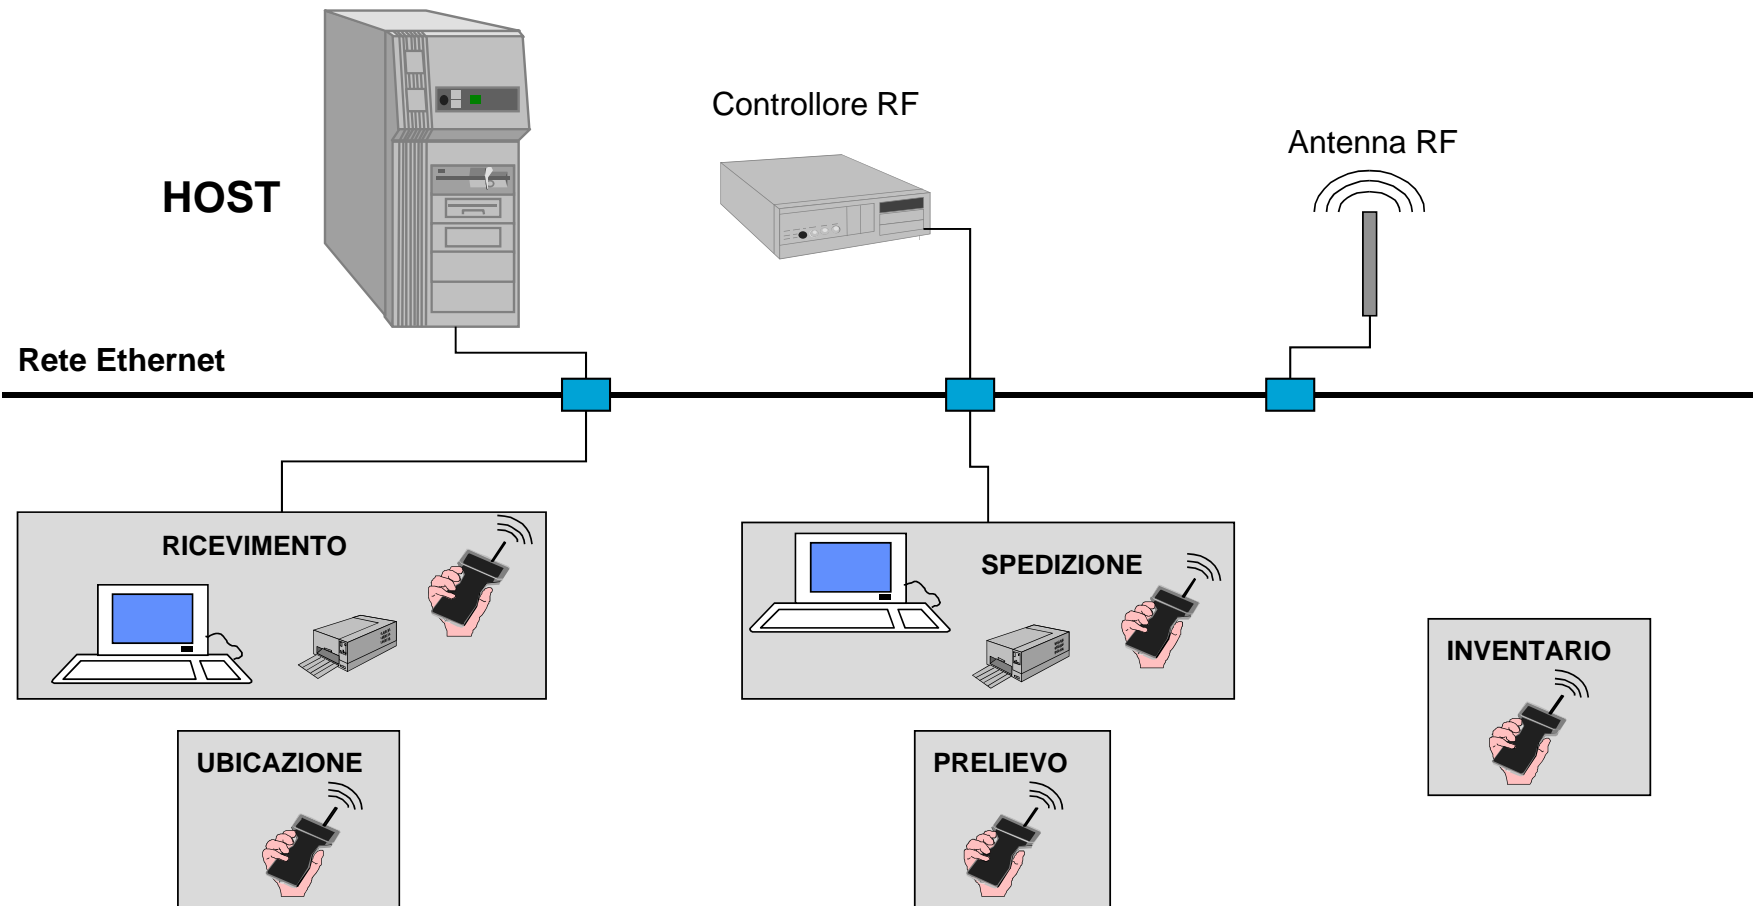 Controllore RF
Antenna RF
HOST
Rete Ethernet
RICEVIMENTO
SPEDIZIONE
INVENTARIO
UBICAZIONE
PRELIEVO